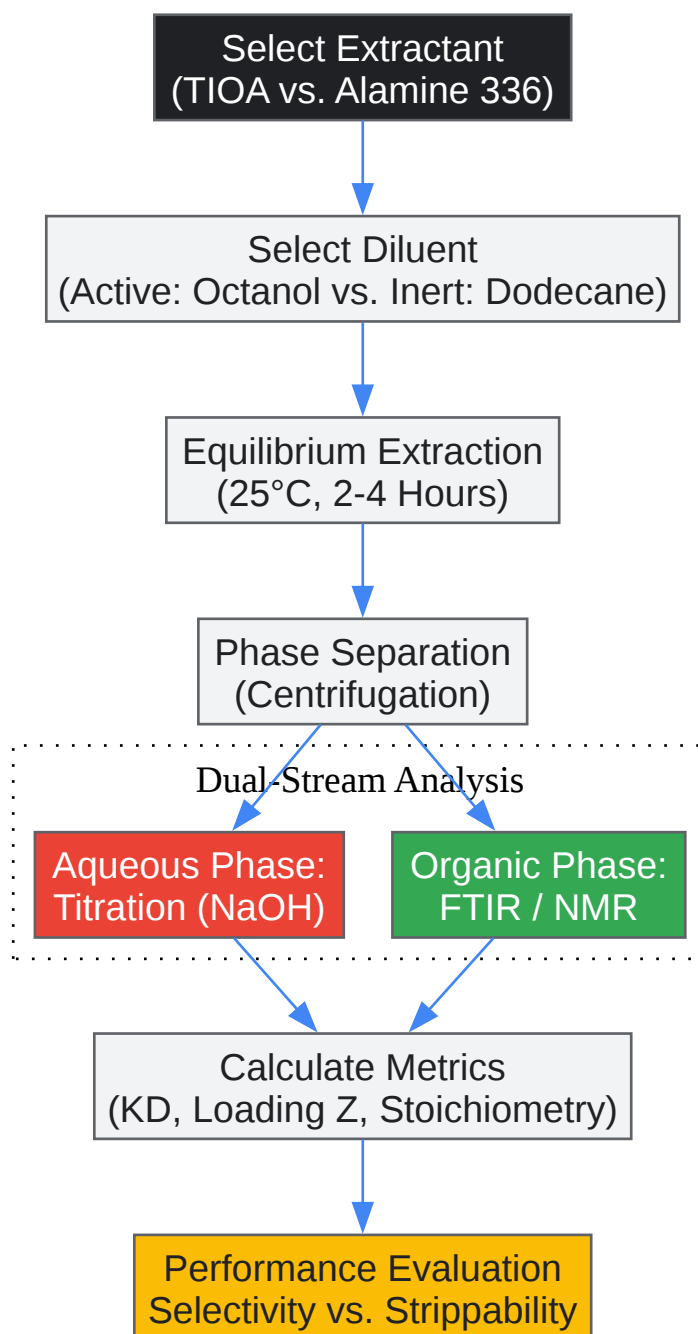 Select Extractant
(TIOA vs. Alamine 336)
Select Diluent
(Active: Octanol vs. Inert: Dodecane)
Equilibrium Extraction
(25°C, 2-4 Hours)
Phase Separation
(Centrifugation)
Dual-Stream Analysis
Aqueous Phase:
Titration (NaOH)
Organic Phase:
FTIR / NMR
Calculate Metrics
(KD, Loading Z, Stoichiometry)
Performance Evaluation
Selectivity vs. Strippability